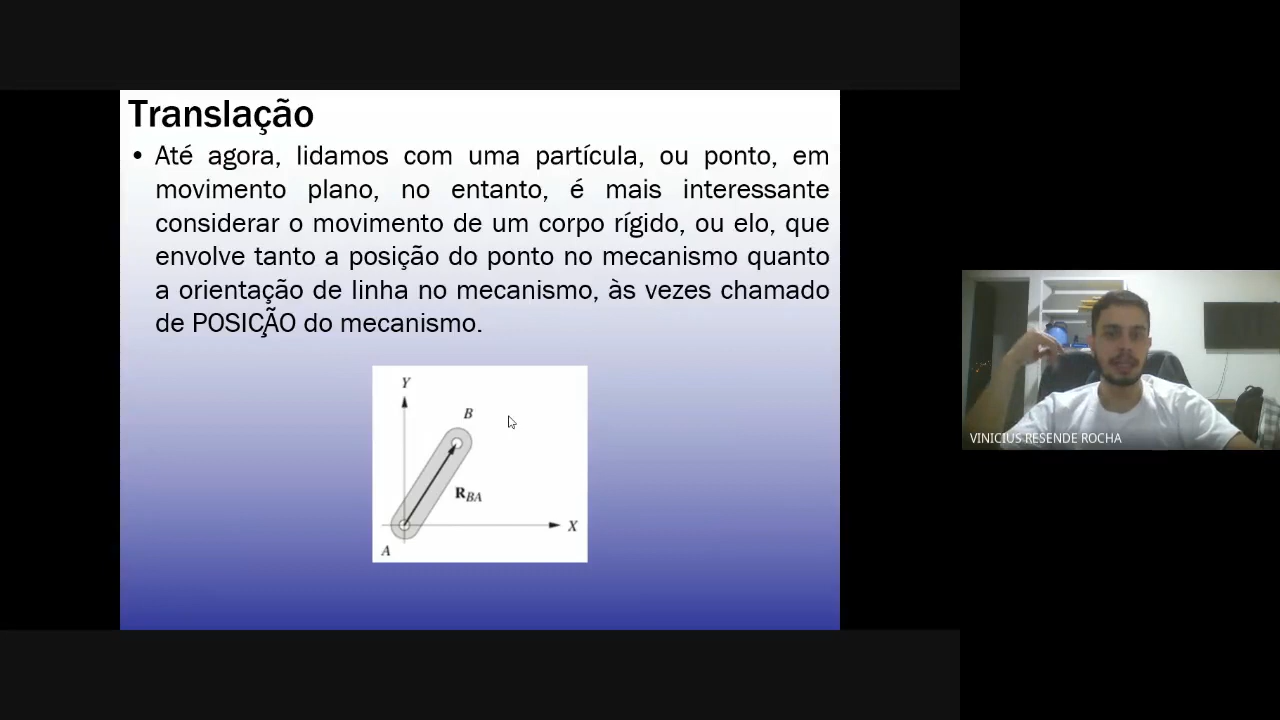 Translação
• Até agora, lidamos com uma partícula, ou ponto, em
movimento plano, no entanto, é mais interessante
considerar o movimento de um corpo rígido, ou elo, que
envolve tanto a posição do ponto no mecanismo quanto
a orientação de linha no mecanismo, às vezes chamado
de POSIÇÃO do mecanismo.
Y
B
R_BA
X
A
VINICIUS RESENDE ROCHA